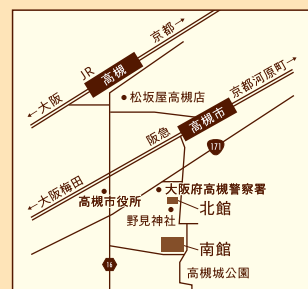 京都→
JR
高槻
←大阪
松坂屋高槻店
京都河原町→
高槻市
阪急
171
←大阪梅田
高槻市役所
大阪府高槻警察署
北館
野見神社
南館
16
高槻城公園